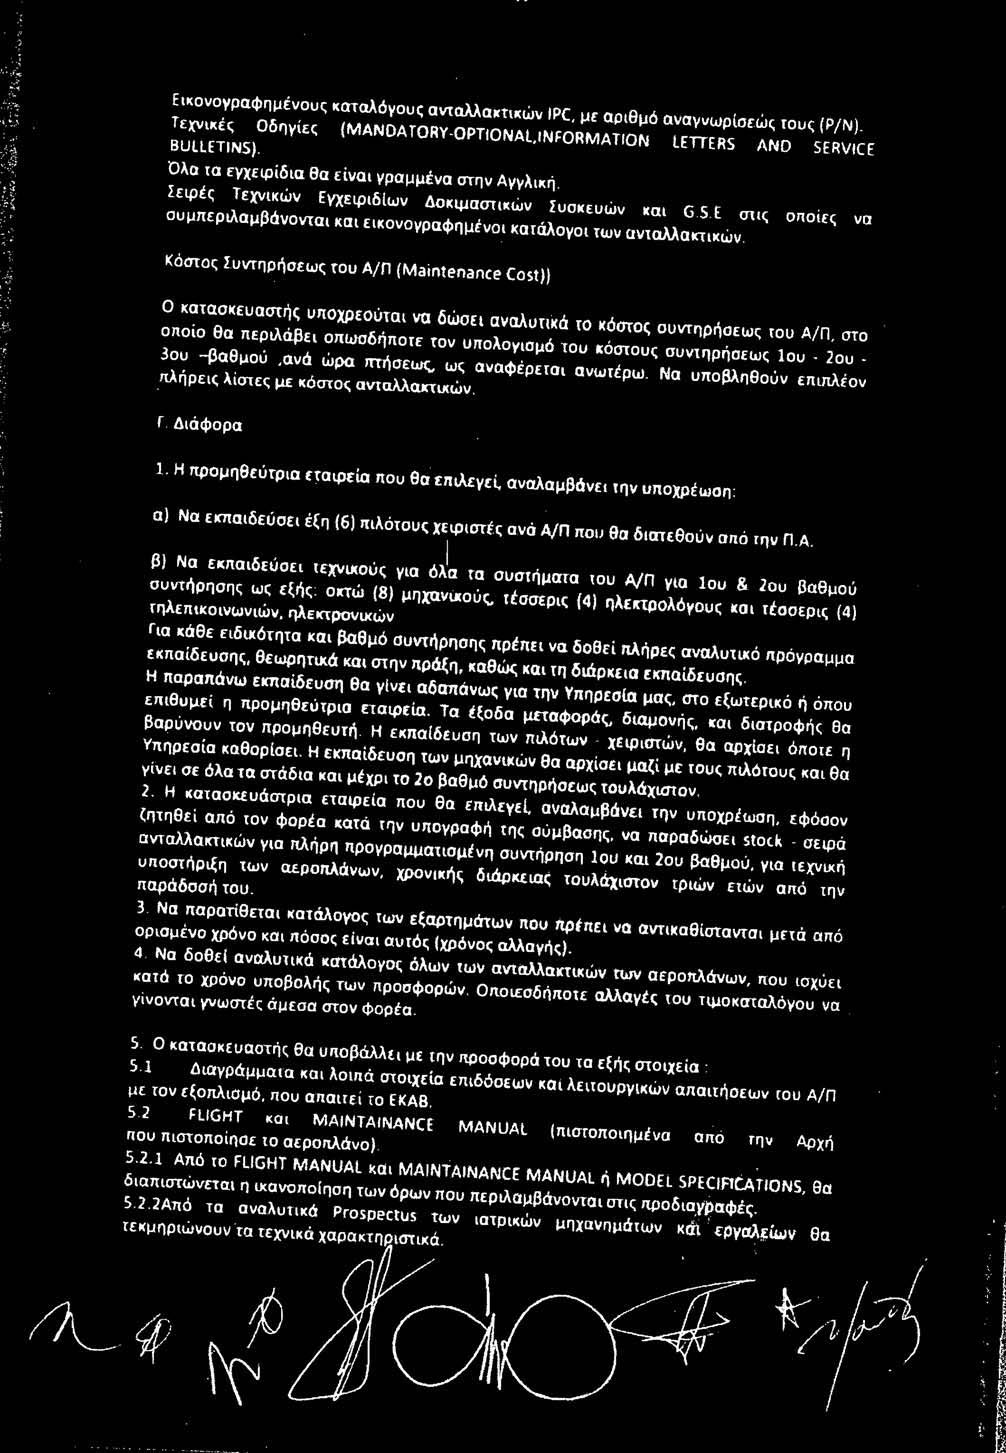 Εικονογραφημένους καταλόγους ανταλλακτικών IPC, με αριθμό αναγνωρίσεώς τους (P/N).
Τεχνικές Οδηγίες (MANDATORY-OPTIONAL,INFORMATION LETTERS AND SERVICE
BULLETINS).
Όλα τα εγχειρίδια θα είναι γραμμένα στην Αγγλική.
Σειρές Τεχνικών Εγχειριδίων Δοκιμαστικών Συσκευών και G.S.E στις οποίες να
συμπεριλαμβάνονται και εικονογραφημένοι κατάλογοι των ανταλλακτικών.
Κόστος Συντηρήσεως του Α/Π (Maintenance Cost))
Ο κατασκευαστής υποχρεούται να δώσει αναλυτικά το κόστος συντηρήσεως του Α/Π, στο
οποίο θα περιλάβει οπωσδήποτε τον υπολογισμό του κόστους συντηρήσεως 1ου - 2ου -
3ου –βαθμού ,ανά ώρα πτήσεως, ως αναφέρεται ανωτέρω. Να υποβληθούν επιπλέον
πλήρεις λίστες με κόστος ανταλλακτικών.
Γ. Διάφορα
1. Η προμηθεύτρια εταιρεία που θα επιλεγεί, αναλαμβάνει την υποχρέωση:
α) Να εκπαιδεύσει έξη (6) πιλότους χειριστές ανά Α/Π που θα διατεθούν από την Π.Α.
β) Να εκπαιδεύσει τεχνικούς για όλα τα συστήματα του Α/Π για 1ου & 2ου βαθμού
συντήρησης ως εξής: οκτώ (8) μηχανικούς, τέσσερις (4) ηλεκτρολόγους και τέσσερις (4)
τηλεπικοινωνιών, ηλεκτρονικών
Για κάθε ειδικότητα και βαθμό συντήρησης πρέπει να δοθεί πλήρες αναλυτικό πρόγραμμα
εκπαίδευσης, θεωρητικά και στην πράξη, καθώς και τη διάρκεια εκπαίδευσης.
Η παραπάνω εκπαίδευση θα γίνει αδαπάνως για την Υπηρεσία μας, στο εξωτερικό ή όπου
επιθυμεί η προμηθεύτρια εταιρεία. Τα έξοδα μεταφοράς, διαμονής, και διατροφής θα
βαρύνουν τον προμηθευτή. Η εκπαίδευση των πιλότων - χειριστών, θα αρχίσει όποτε η
Υπηρεσία καθορίσει. Η εκπαίδευση των μηχανικών θα αρχίσει μαζί με τους πιλότους και θα
γίνει σε όλα τα στάδια και μέχρι το 2ο βαθμό συντηρήσεως τουλάχιστον.
2. Η κατασκευάστρια εταιρεία που θα επιλεγεί, αναλαμβάνει την υποχρέωση, εφόσον
ζητηθεί από τον φορέα κατά την υπογραφή της σύμβασης, να παραδώσει stock - σειρά
ανταλλακτικών για πλήρη προγραμματισμένη συντήρηση 1ου και 2ου βαθμού, για τεχνική
υποστήριξη των αεροπλάνων, χρονικής διάρκειας τουλάχιστον τριών ετών από την
παράδοσή του.
3. Να παρατίθεται κατάλογος των εξαρτημάτων που πρέπει να αντικαθίστανται μετά από
ορισμένο χρόνο και πόσος είναι αυτός (χρόνος αλλαγής).
4. Να δοθεί αναλυτικά κατάλογος όλων των ανταλλακτικών των αεροπλάνων, που ισχύει
κατά το χρόνο υποβολής των προσφορών. Οποιεσδήποτε αλλαγές του τιμοκαταλόγου να
γίνονται γνωστές άμεσα στον φορέα.
5. Ο κατασκευαστής θα υποβάλλει με την προσφορά του τα εξής στοιχεία :
5.1 Διαγράμματα και λοιπά στοιχεία επιδόσεων και λειτουργικών απαιτήσεων του Α/Π
με τον εξοπλισμό, που απαιτεί το ΕΚΑΒ.
5.2 FLIGHT και MAINTAINANCE MANUAL (πιστοποιημένα από την Αρχή
που πιστοποίησε το αεροπλάνο).
5.2.1 Από το FLIGHT MANUAL και MAINTAINANCE MANUAL ή MODEL SPECIFICATIONS, θα
διαπιστώνεται η ικανοποίηση των όρων που περιλαμβάνονται στις προδιαγραφές.
5.2.2Από τα αναλυτικά Prospectus των ιατρικών μηχανημάτων και εργαλείων θα
τεκμηριώνουν τα τεχνικά χαρακτηριστικά.